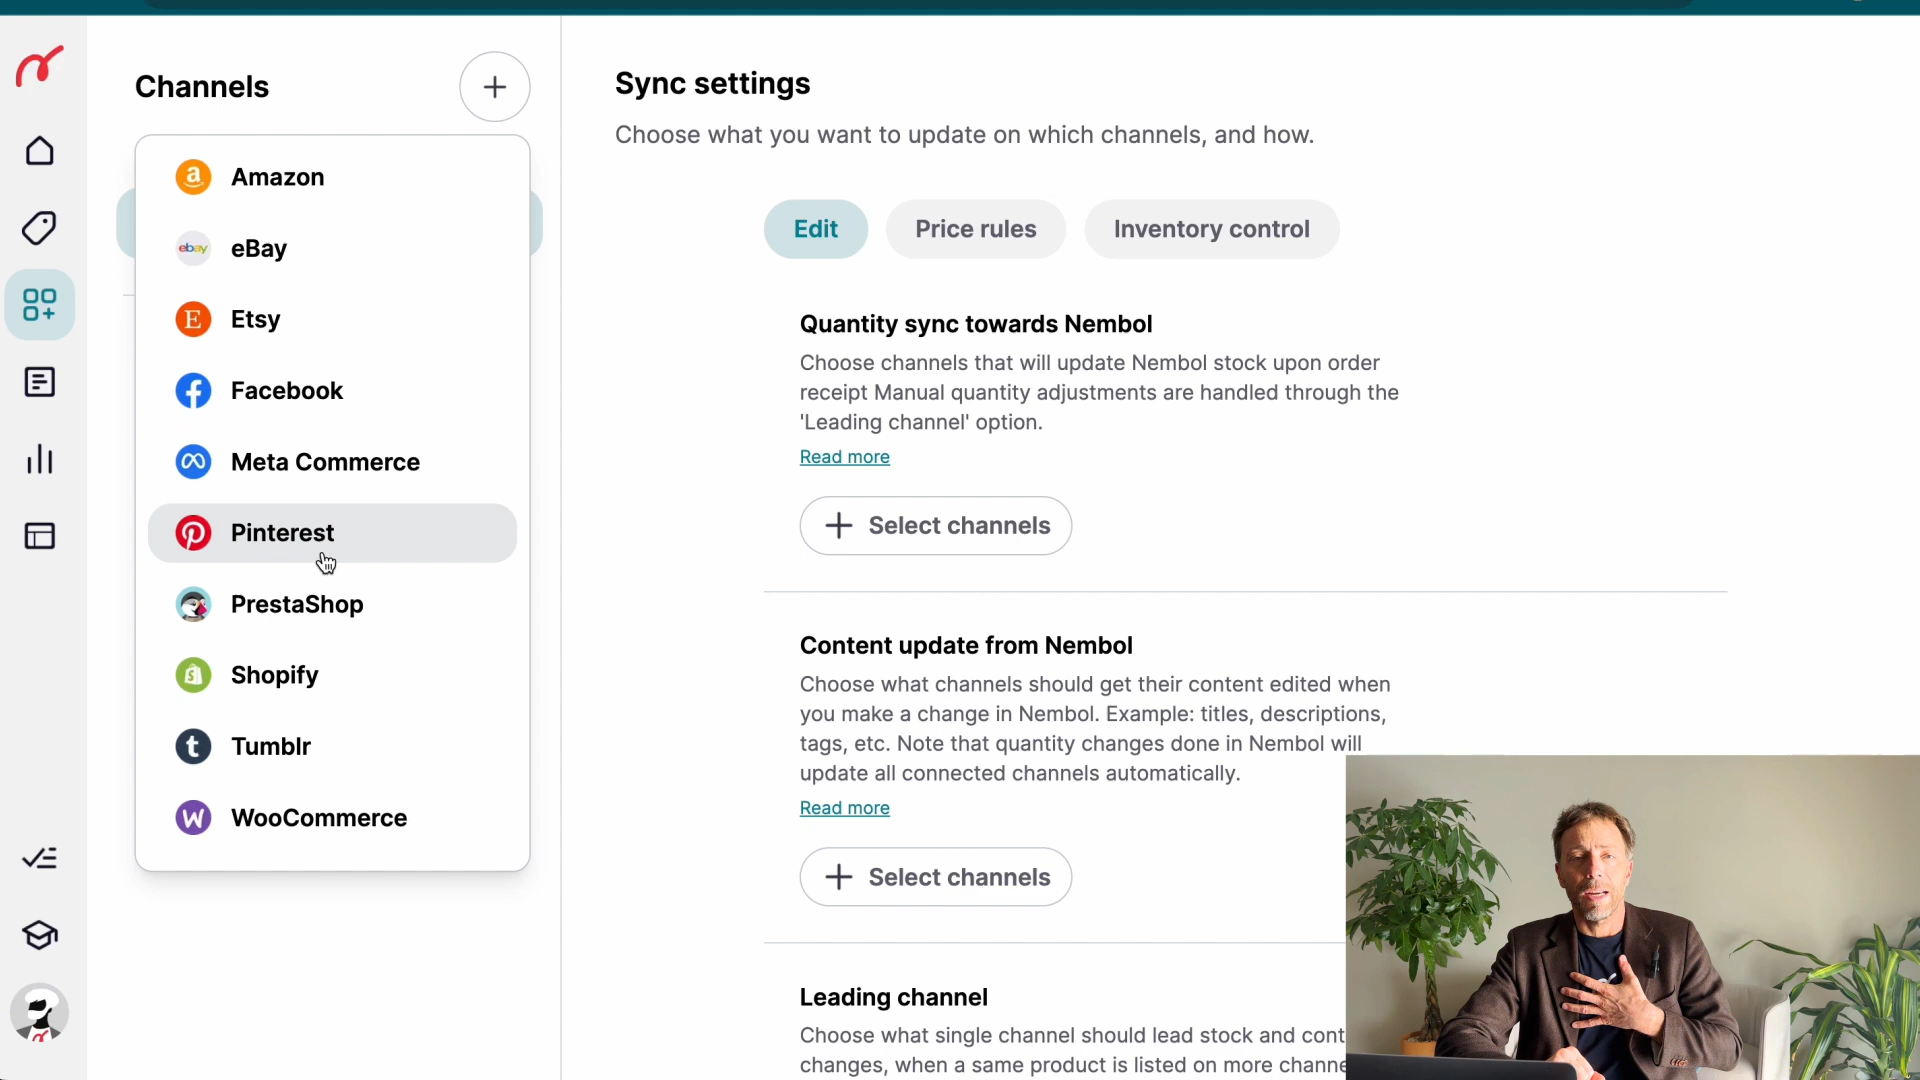 Channels
Amazon
ebay
eBay
Etsy
Facebook
Meta Commerce
Pinterest
PrestaShop
Shopify
Tumblr
WooCommerce
Sync settings
Choose what you want to update on which channels, and how.
Edit
Price rules
Inventory control
Quantity sync towards Nembol
Choose channels that will update Nembol stock upon order
receipt Manual quantity adjustments are handled through the
'Leading channel' option.
Read more
Select channels
Content update from Nembol
Choose what channels should get their content edited when
you make a change in Nembol. Example: titles, descriptions,
tags, etc. Note that quantity changes done in Nembol will
update all connected channels automatically.
Read more
Select channels
Leading channel
Choose what single channel should lead stock and cont
changes, when a same product is listed on more channe